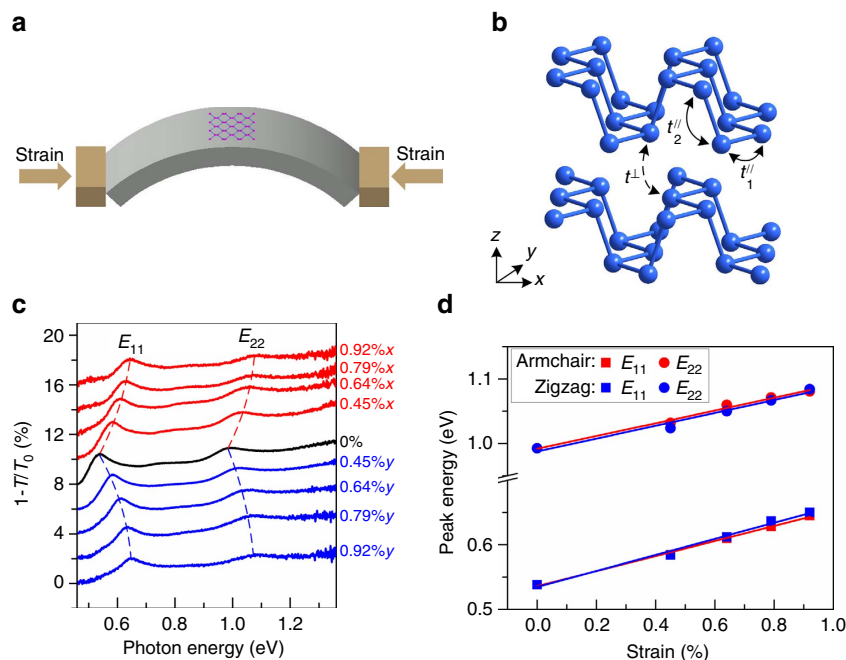 a
Strain
Strain
b
t₂^//
t₁^//
t^⊥
z
y
x
c
20
16
12
8
4
0
1-T/T₀ (%)
E₁₁
E₂₂
0.92%x
0.79%x
0.64%x
0.45%x
0%
0.45%y
0.64%y
0.79%y
0.92%y
0.6
0.8
1.0
1.2
Photon energy (eV)
d
Armchair: E₁₁ E₂₂
Zigzag: E₁₁ E₂₂
1.1
1.0
0.6
0.5
Peak energy (eV)
0.0
0.2
0.4
0.6
0.8
1.0
Strain (%)